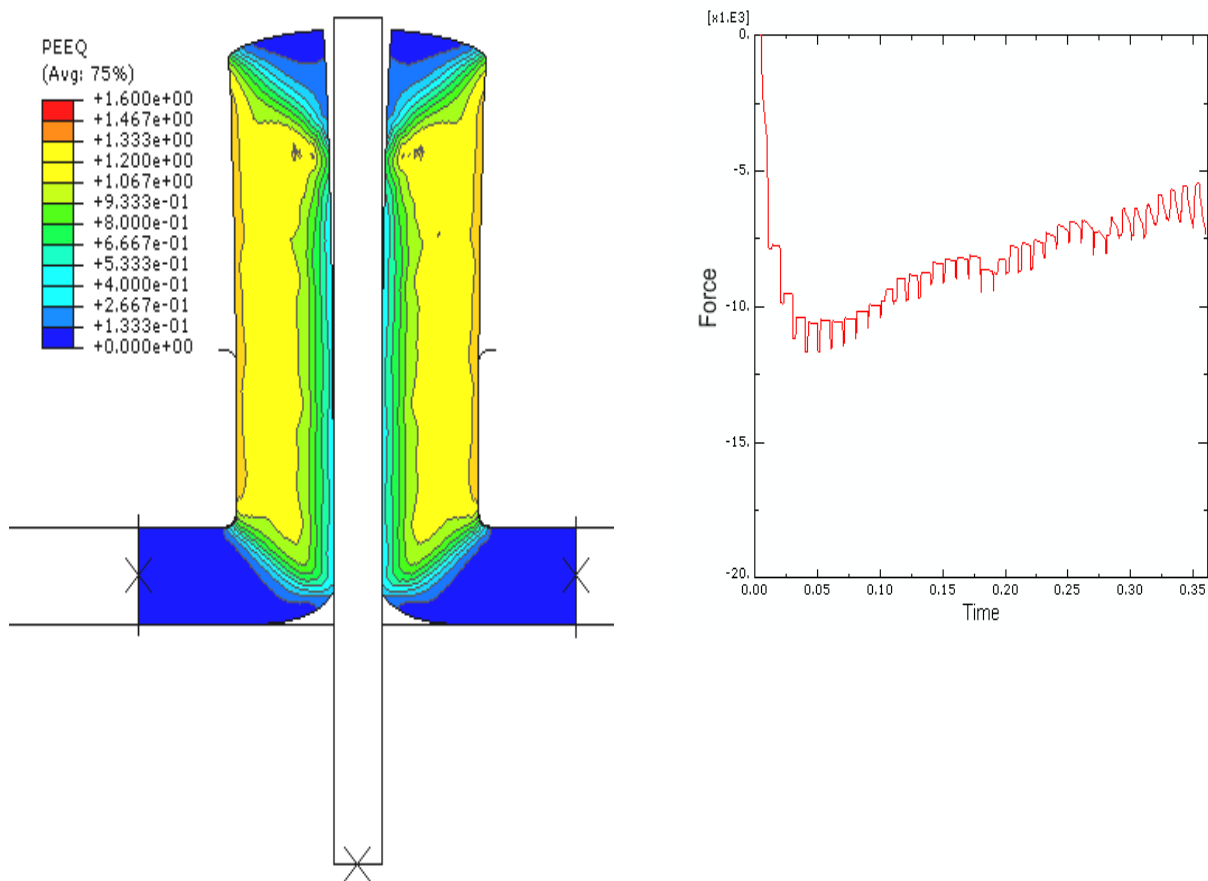 PEEQ
(Avg: 75%)
+1.600e+00
+1.467e+00
+1.333e+00
+1.200e+00
+1.067e+00
+9.333e-01
+8.000e-01
+6.667e-01
+5.333e-01
+4.000e-01
+2.667e-01
+1.333e-01
+0.000e+00
[x1.E3]
0.
-5.
-10.
-15.
-20.
Force
0.00 0.05 0.10 0.15 0.20 0.25 0.30 0.35
Time